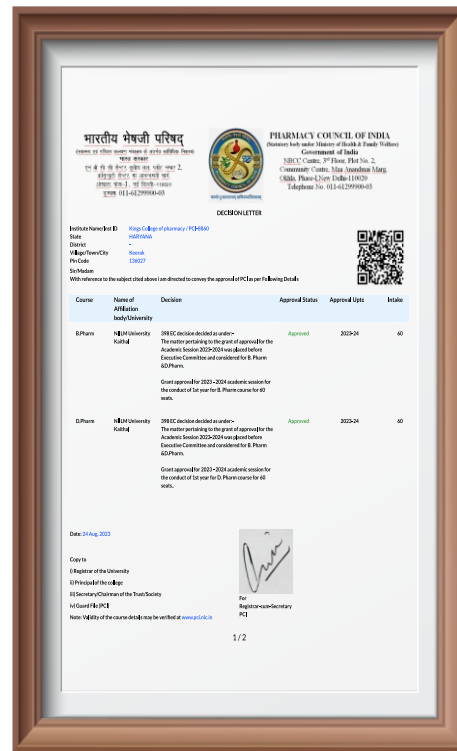 भारतीय भेषजी परिषद्
भारत सरकार
PHARMACY COUNCIL OF INDIA
(Statutory body under Ministry of Health & Family Welfare)
Government of India
NBCC Centre, 3rd Floor, Plot No. 2,
Community Centre, Maa Anandmai Marg,
Okhla, Phase-I, New Delhi-110020
Telephone No. 011-61299900-03
DECISION LETTER
Institute Name/Inst ID Kings College of pharmacy / PCI-8860
State HARYANA
District -
Village/Town/City Keorak
Pin Code 136027
Sir/Madam
With reference to the subject cited above I am directed to convey the approval of PCI as per Following Details
Course Name of Affiliation body/University Decision Approval Status Approval Upto Intake
B.Pharm NIILM University Kaithal 398 EC decision decided as under:- Approved 2023-24 60
The matter pertaining to the grant of approval for the
Academic Session 2023-2024 was placed before
Executive Committee and considered for B. Pharm
&D.Pharm.
Grant approval for 2023 - 2024 academic session for
the conduct of 1st year for B. Pharm course for 60
seats.
D.Pharm NIILM University Kaithal 398 EC decision decided as under:- Approved 2023-24 60
The matter pertaining to the grant of approval for the
Academic Session 2023-2024 was placed before
Executive Committee and considered for B. Pharm
&D.Pharm.
Grant approval for 2023 - 2024 academic session for
the conduct of 1st year for D. Pharm course for 60
seats.
Date: 24 Aug, 2023
Copy to
i) Registrar of the University
ii) Principal of the college
iii) Secretary/Chairman of the Trust/Society
iv) Guard File (PCI)
Note: Validity of the course details may be verified at www.pci.nic.in
For
Registrar-cum-Secretary
PCI
1 / 2